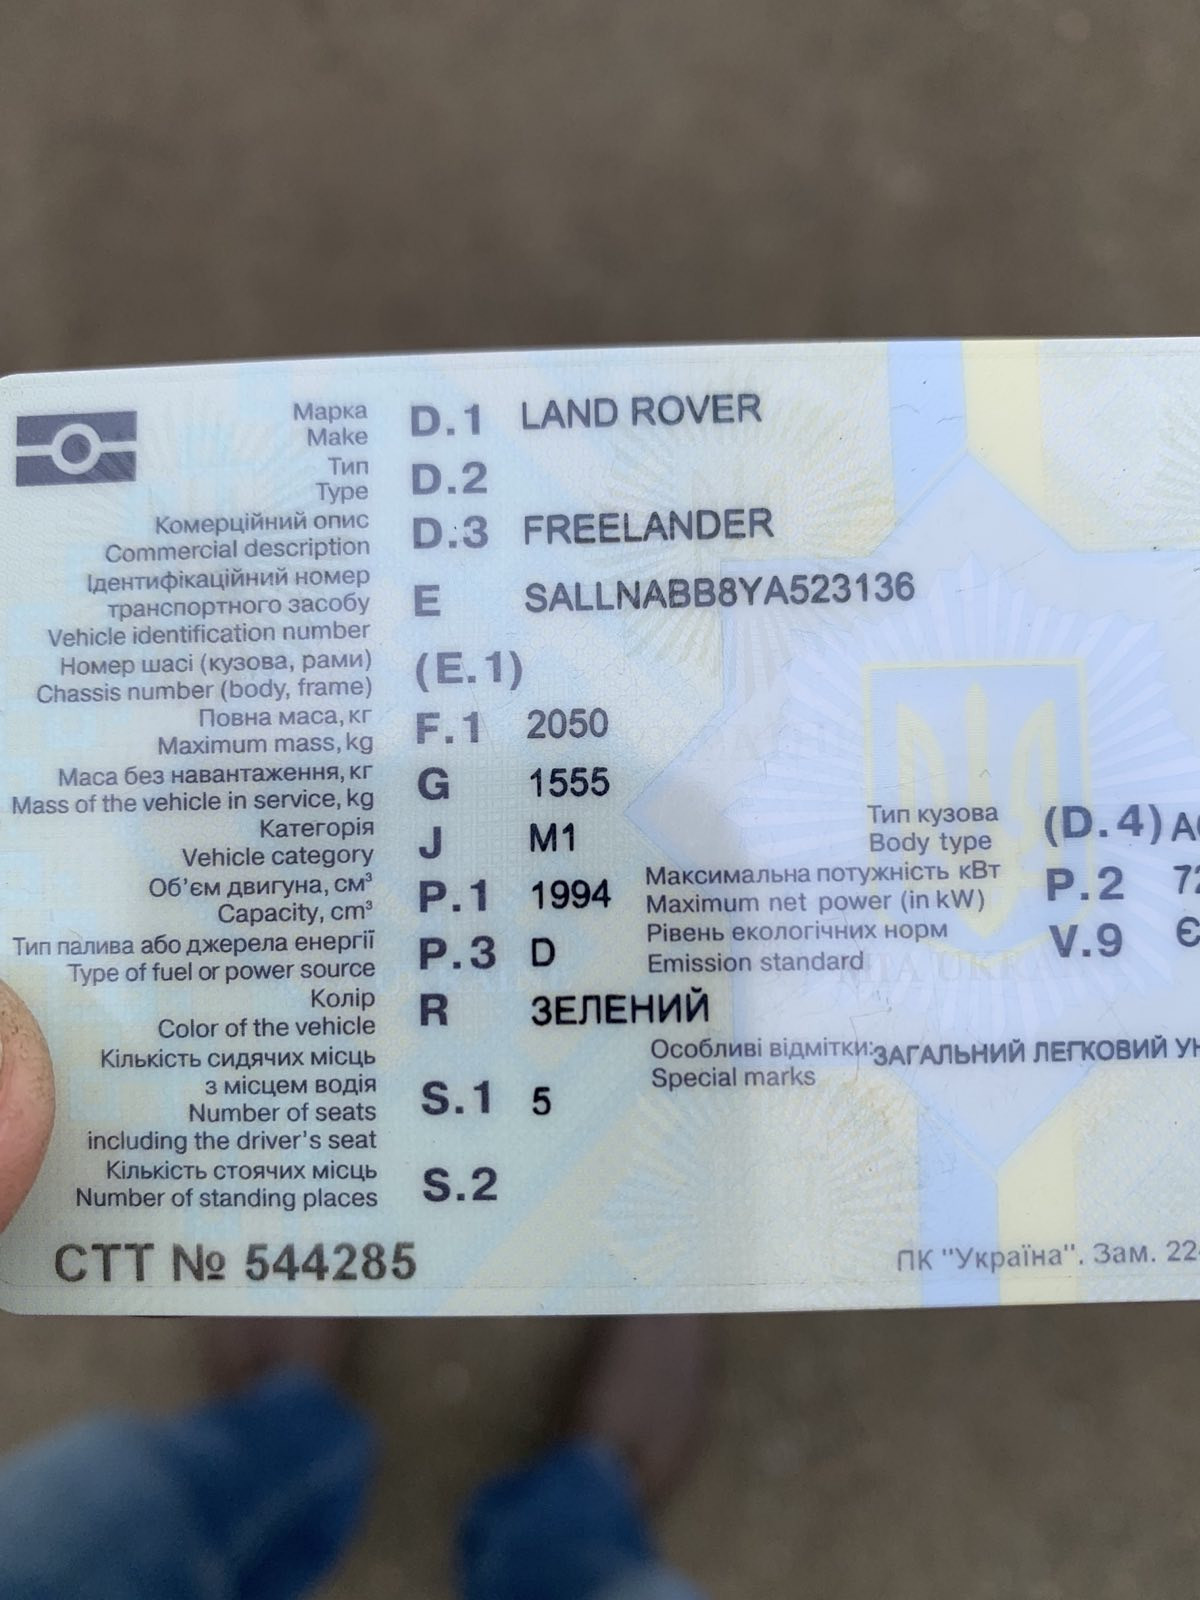 Марка
Make D.1 LAND ROVER
Тип
Type D.2
Комерційний опис
Commercial description D.3 FREELANDER
Ідентифікаційний номер
транспортного засобу
Vehicle identification number E SALLNABB8YA523136
Номер шасі (кузова, рами)
Chassis number (body, frame) (E.1)
Повна маса, кг
Maximum mass, kg F.1 2050
Маса без навантаження, кг
Mass of the vehicle in service, kg G 1555
Категорія
Vehicle category J M1
Об'єм двигуна, см³
Capacity, cm³ P.1 1994
Тип палива або джерела енергії
Type of fuel or power source P.3 D
Колір
Color of the vehicle R ЗЕЛЕНИЙ
Кількість сидячих місць
з місцем водія
Number of seats
including the driver's seat S.1 5
Кількість стоячих місць
Number of standing places S.2
Тип кузова
Body type (D.4)
Максимальна потужність кВт
Maximum net power (in kW) P.2 72
Рівень екологічних норм
Emission standard V.9
Особливі відмітки: ЗАГАЛЬНИЙ ЛЕГКОВИЙ
Special marks
СТТ № 544285
ПК "Україна". Зам. 22